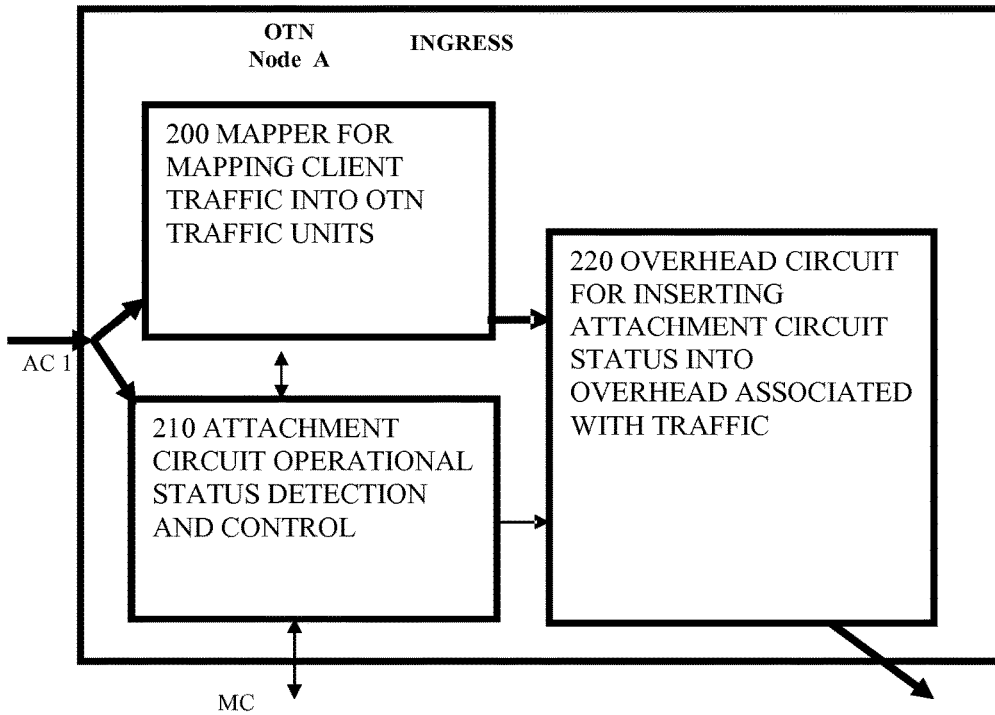 OTN
Node A
INGRESS
200 MAPPER FOR
MAPPING CLIENT
TRAFFIC INTO OTN
TRAFFIC UNITS
220 OVERHEAD CIRCUIT
FOR INSERTING
ATTACHMENT CIRCUIT
STATUS INTO
OVERHEAD ASSOCIATED
WITH TRAFFIC
AC 1
210 ATTACHMENT
CIRCUIT OPERATIONAL
STATUS DETECTION
AND CONTROL
MC